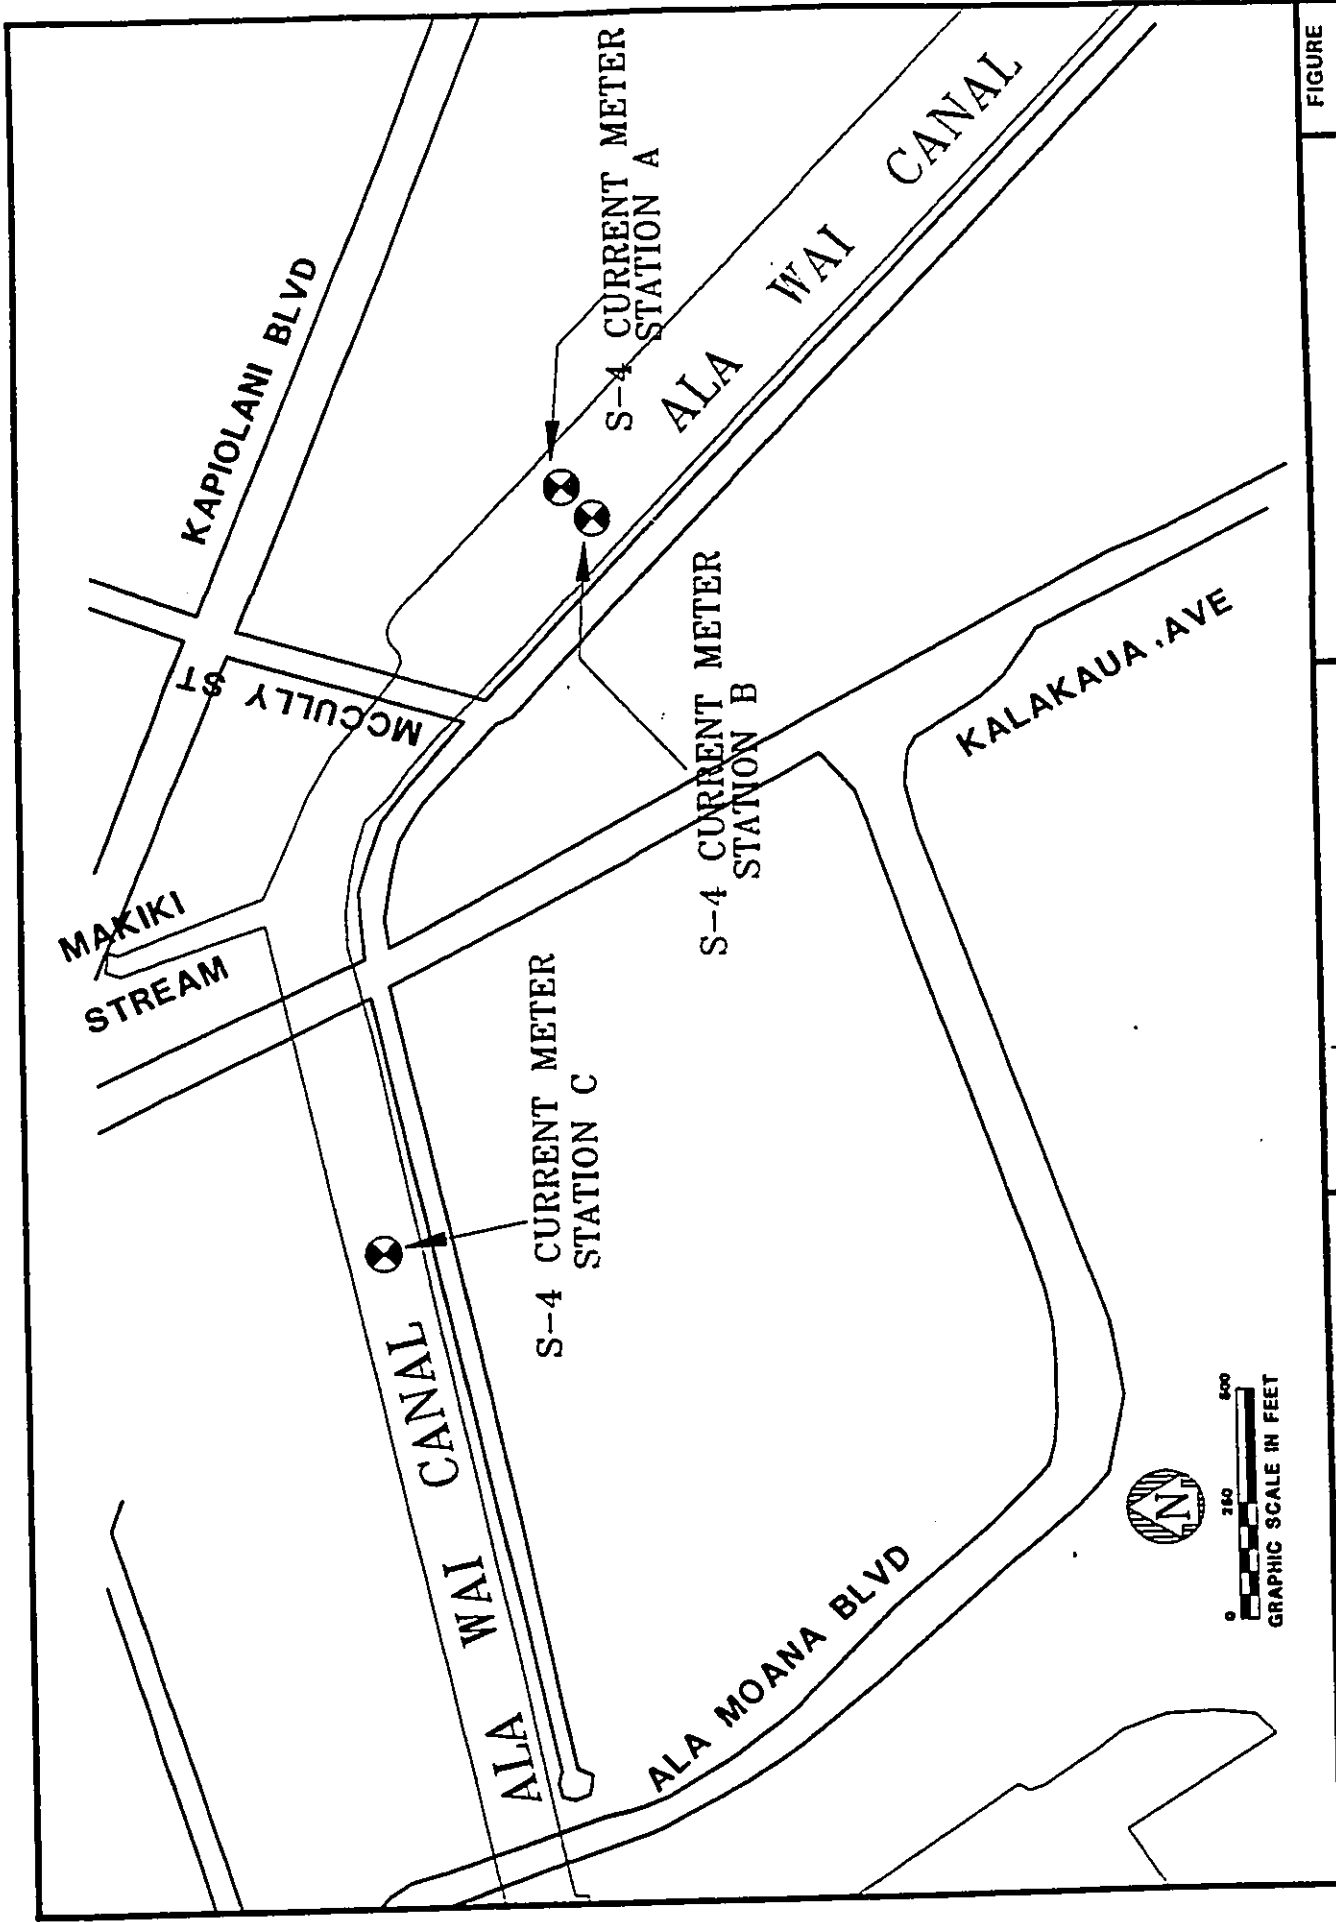 KAPIOLANI BLVD
MCCULLY ST
MAKIKI
STREAM
S-4 CURRENT METER
STATION A
S-4 CURRENT METER
STATION B
S-4 CURRENT METER
STATION C
ALA WAI CANAL
ALA WAI CANAL
KALAKAUA AVE
ALA MOANA BLVD
N
0 250 500
GRAPHIC SCALE IN FEET
FIGURE